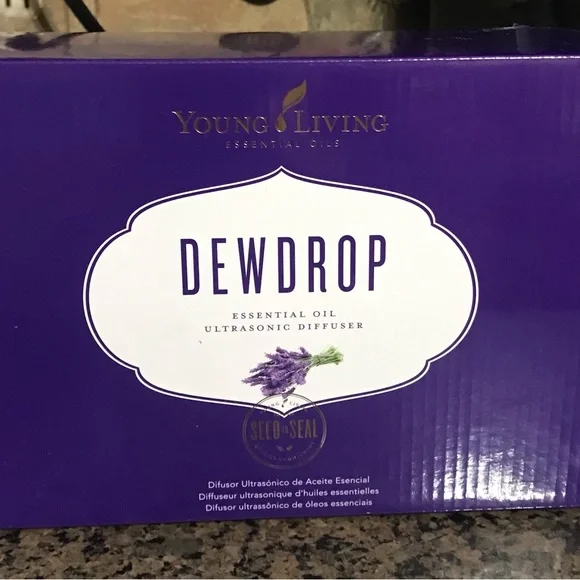 YOUNG LIVING
ESSENTIAL OILS
DEWDROP
ESSENTIAL OIL
ULTRASONIC DIFFUSER
SEED TO SEAL
Difusor Ultrasónico de Aceite Esencial
Diffuseur ultrasonique d'huiles essentielles
Difusor ultrassônico de óleos essenciais